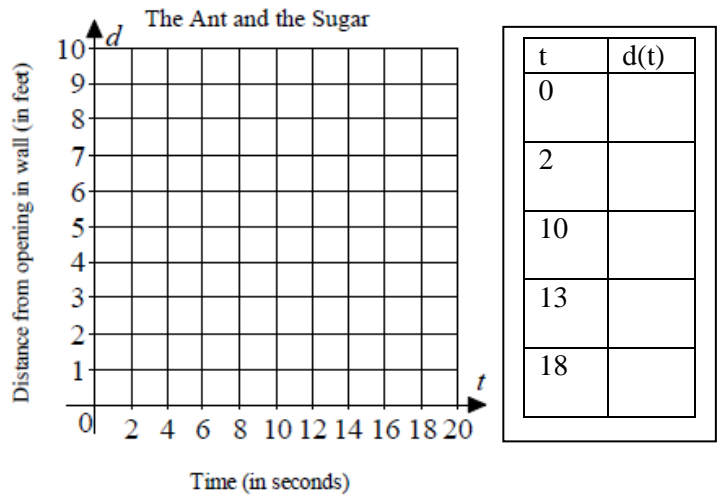 The Ant and the Sugar
d
10
9
8
7
6
5
4
3
2
1
0
2 4 6 8 10 12 14 16 18 20
t
Time (in seconds)
Distance from opening in wall (in feet)
t d(t)
0
2
10
13
18